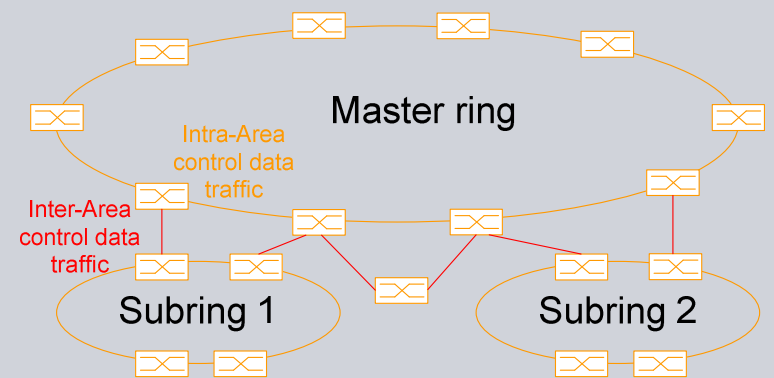 Master ring
Intra-Area
control data
traffic
Inter-Area
control data
traffic
Subring 1
Subring 2